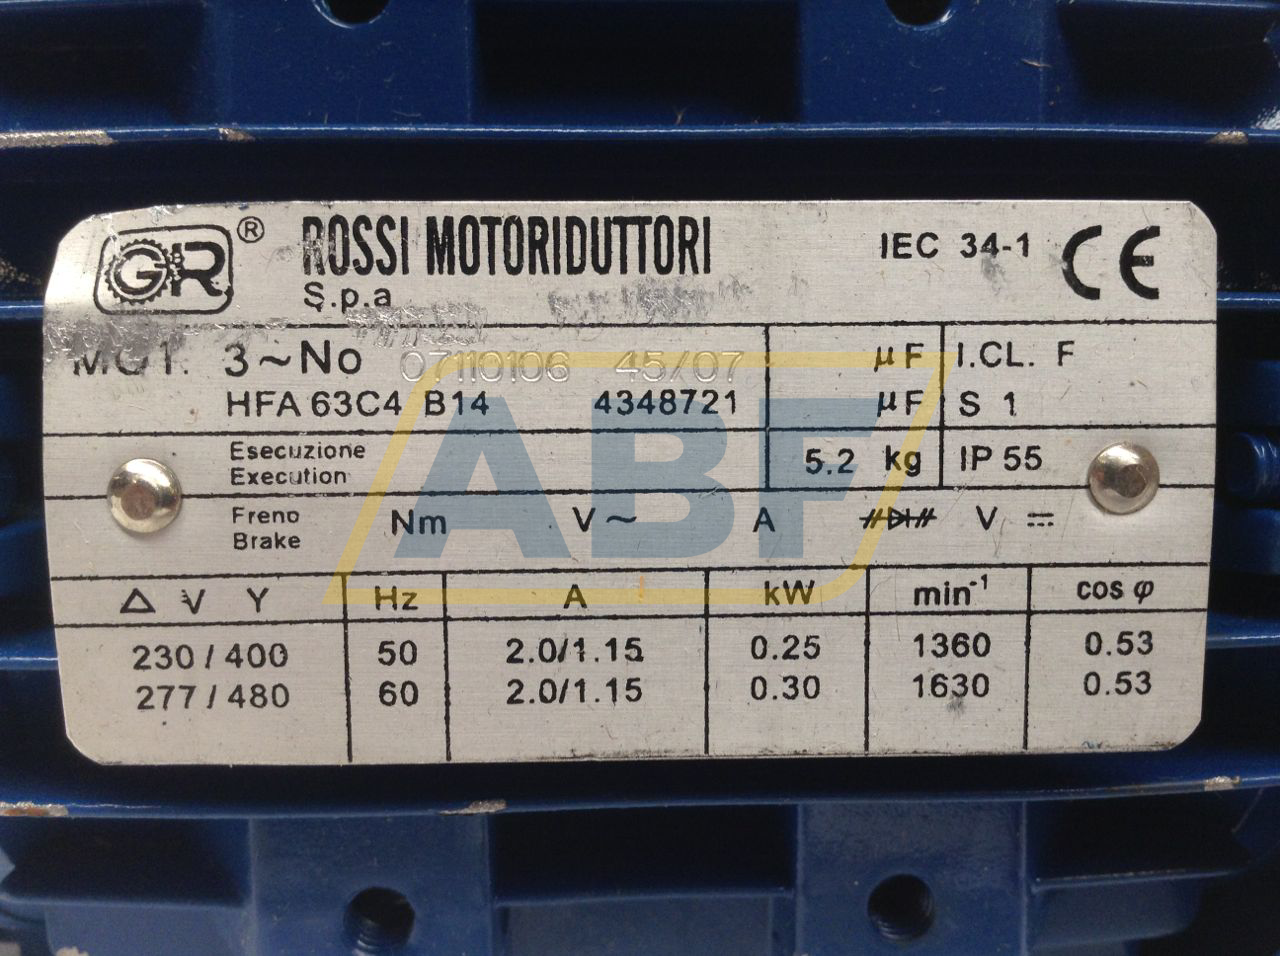 GR ® ROSSI MOTORIDUTTORI IEC 34-1 CE
S.p.a
MOT. 3~No 07110106 45/07 µF I.CL. F
HFA 63C4 B14 4348721 µF S 1
Esecuzione
Execution 5.2 kg IP 55
Freno
Brake Nm V~ A V ⎓
ABF
Δ V Y Hz A kW min-1 cos φ
230/400 50 2.0/1.15 0.25 1360 0.53
277/480 60 2.0/1.15 0.30 1630 0.53